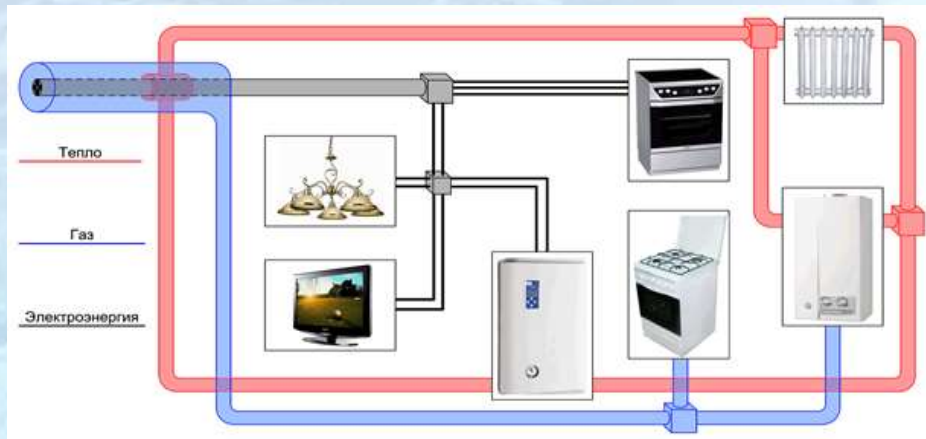 Тепло
Газ
Электроэнергия